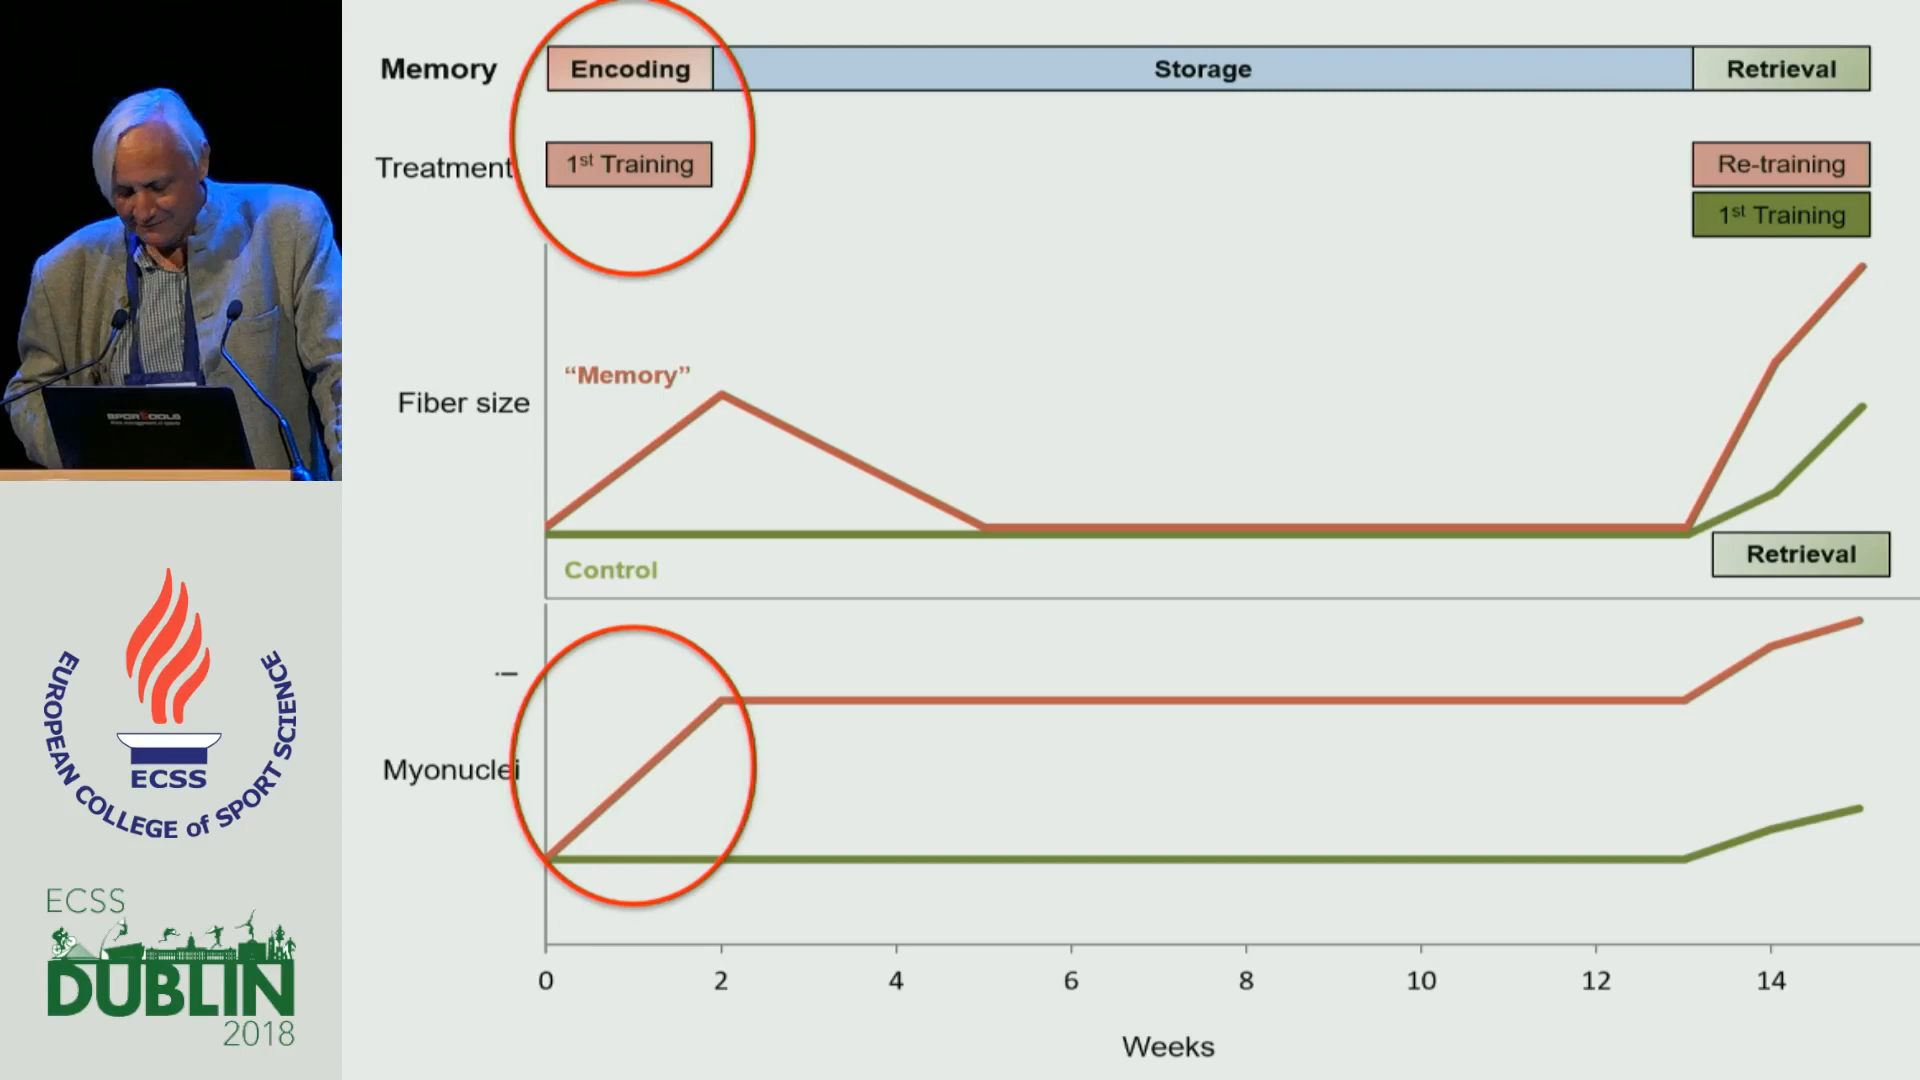 Memory
Encoding
Storage
Retrieval
Treatment
1st Training
Re-training
1st Training
"Memory"
Fiber size
Control
Retrieval
Myonuclei
0 2 4 6 8 10 12 14
Weeks
EUROPEAN COLLEGE of SPORT SCIENCE
ECSS
ECSS
DUBLIN
2018